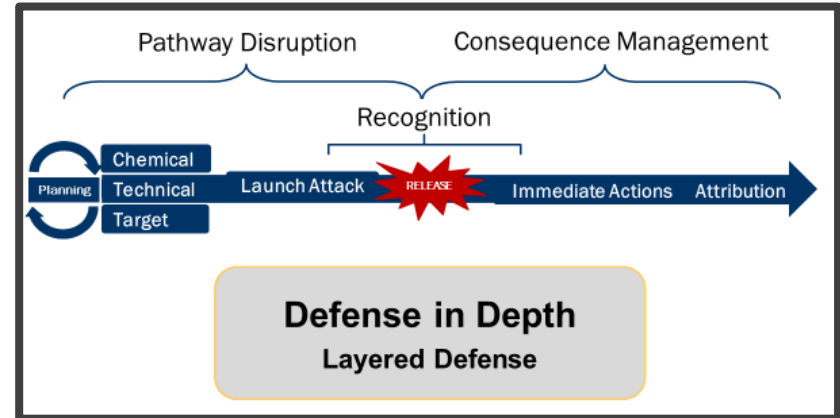 Pathway Disruption
Consequence Management
Recognition
Chemical
Planning
Technical
Launch Attack
RELEASE
Immediate Actions
Attribution
Target
Defense in Depth
Layered Defense